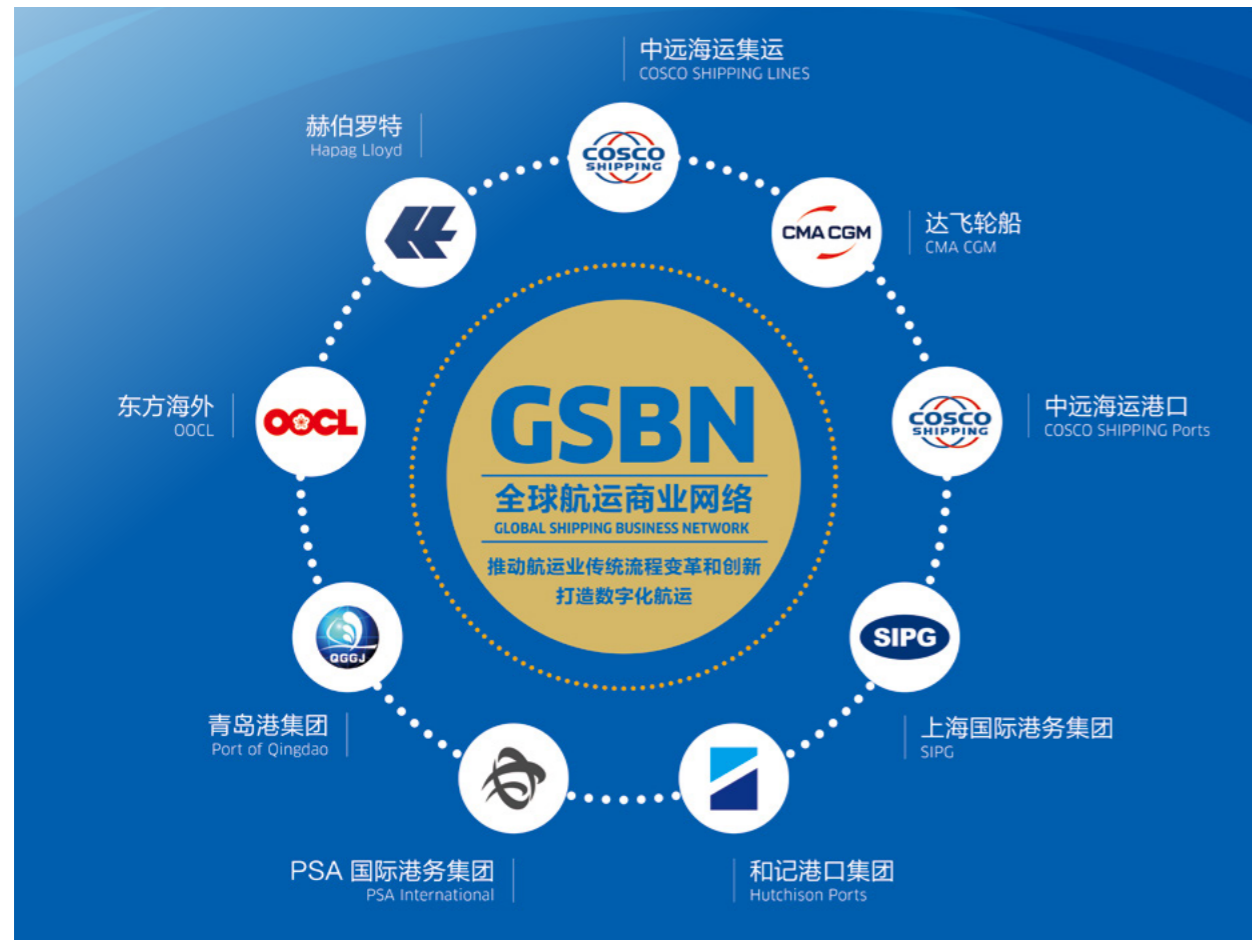 中远海运集运
COSCO SHIPPING LINES
COSCO
SHIPPING
赫伯罗特
Hapag Lloyd
CMA CGM
达飞轮船
CMA CGM
东方海外
OOCL
OOCL
COSCO
SHIPPING
中远海运港口
COSCO SHIPPING Ports
GSBN
全球航运商业网络
GLOBAL SHIPPING BUSINESS NETWORK
推动航运业传统流程变革和创新
打造数字化航运
QGGJ
青岛港集团
Port of Qingdao
SIPG
上海国际港务集团
SIPG
PSA 国际港务集团
PSA International
和记港口集团
Hutchison Ports